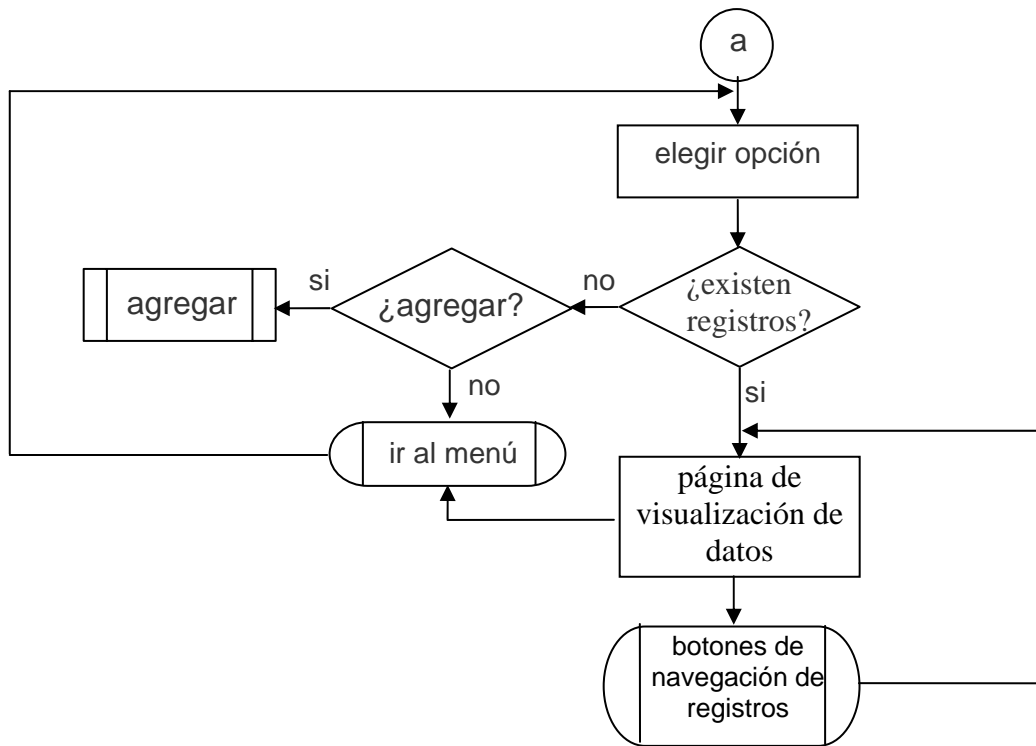 a
elegir opción
¿existen
registros?
no
¿agregar?
si
agregar
no
si
ir al menú
página de
visualización de
datos
botones de
navegación de
registros